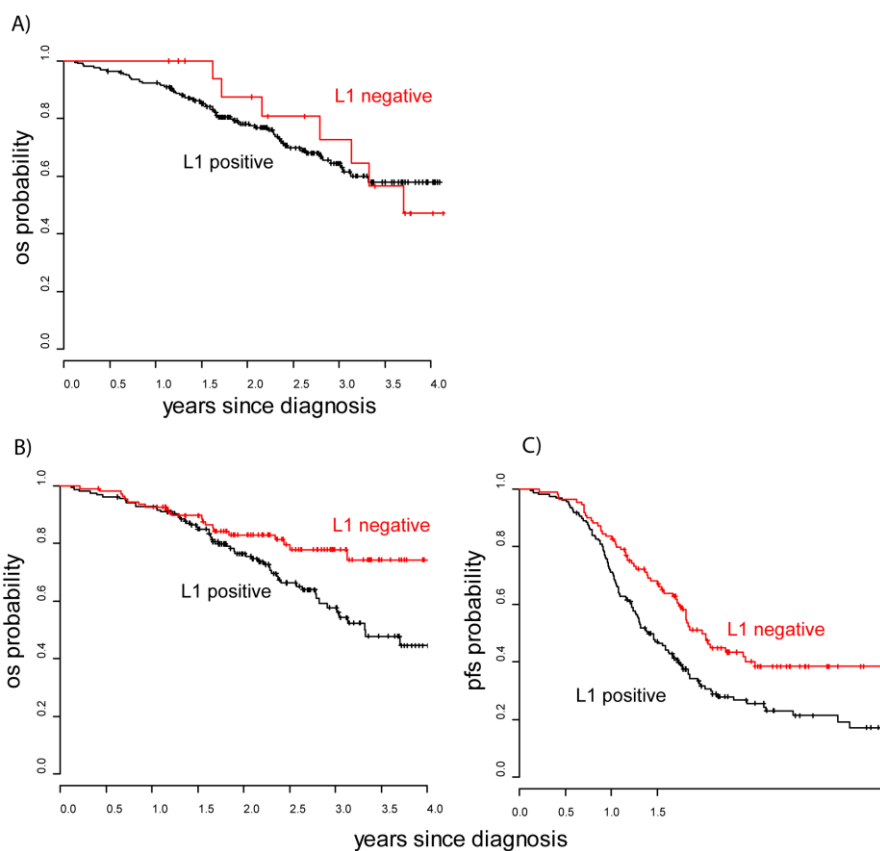 A)
1.0
0.8
0.6
0.4
0.2
0.0
os probability
L1 negative
L1 positive
0.0 0.5 1.0 1.5 2.0 2.5 3.0 3.5 4.0
years since diagnosis
B)
1.0
0.8
0.6
0.4
0.2
0.0
os probability
L1 negative
L1 positive
0.0 0.5 1.0 1.5 2.0 2.5 3.0 3.5 4.0
C)
1.0
0.8
0.6
0.4
0.2
0.0
pfs probability
L1 negative
L1 positive
0.0 0.5 1.0 1.5
years since diagnosis